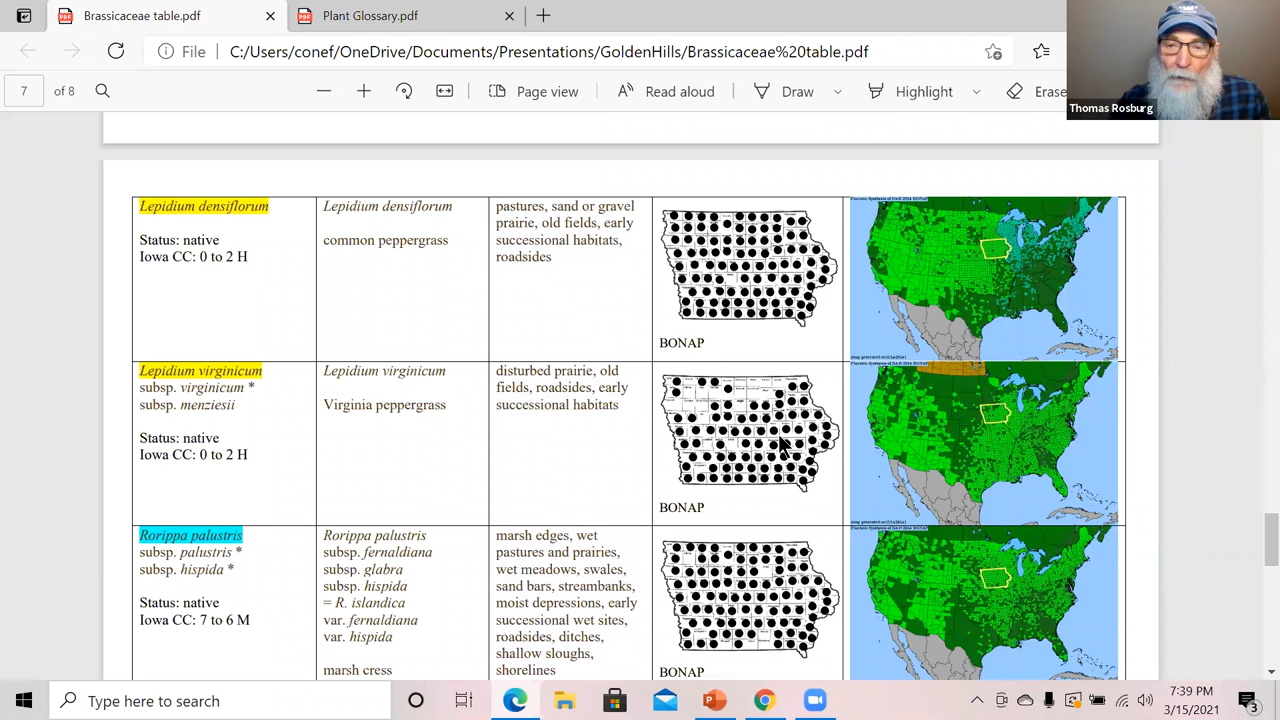 Brassicaceae table.pdf
Plant Glossary.pdf
File C:/Users/conef/OneDrive/Documents/Presentations/GoldenHills/Brassicaceae%20table.pdf
7 of 8
Page view
Read aloud
Draw
Highlight
Erase
Thomas Rosburg
Lepidium densiflorum
Status: native
Iowa CC: 0 to 2 H
Lepidium densiflorum
common peppergrass
pastures, sand or gravel
prairie, old fields, early
successional habitats,
roadsides
BONAP
Lepidium virginicum
subsp. virginicum *
subsp. menziesii
Status: native
Iowa CC: 0 to 2 H
Lepidium virginicum
Virginia peppergrass
disturbed prairie, old
fields, roadsides, early
successional habitats
BONAP
Rorippa palustris
subsp. palustris *
subsp. hispida *
Status: native
Iowa CC: 7 to 6 M
Rorippa palustris
subsp. fernaldiana
subsp. glabra
subsp. hispida
= R. islandica
var. fernaldiana
var. hispida
marsh cress
marsh edges, wet
pastures and prairies,
wet meadows, swales,
sand bars, streambanks,
moist depressions, early
successional wet sites,
roadsides, ditches,
shallow sloughs,
shorelines
BONAP
Type here to search
7:39 PM
3/15/2021
3